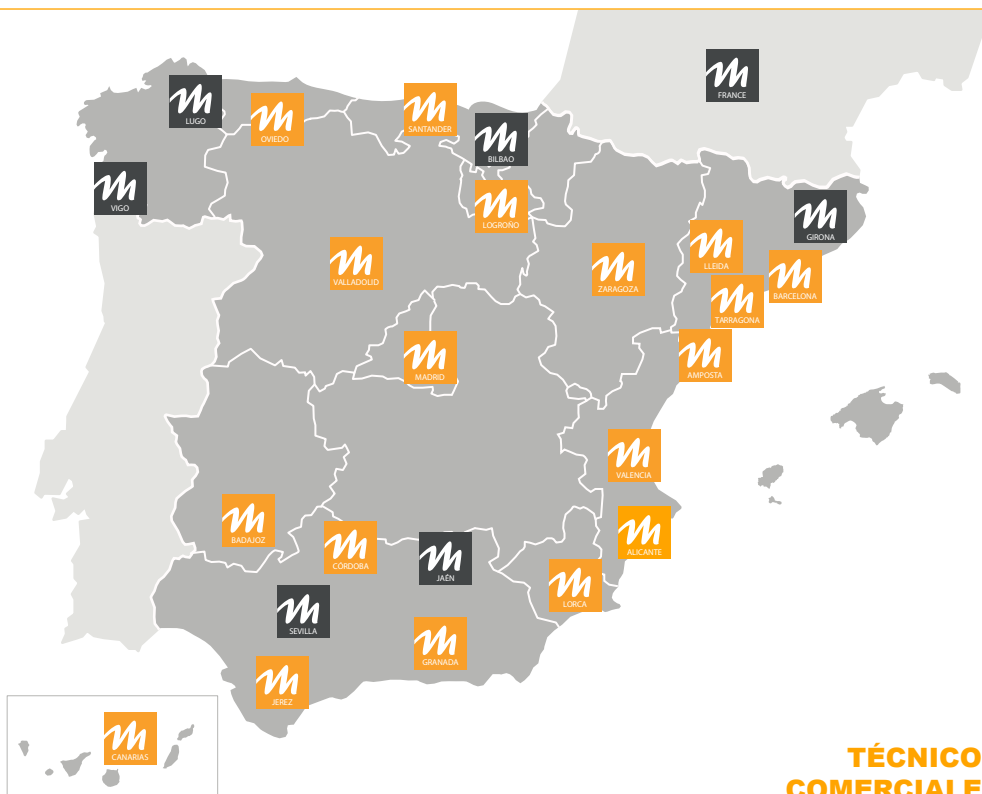 FRANCE
LUGO
OVIEDO
SANTANDER
BILBAO
VIGO
LOGROÑO
GIRONA
VALLADOLID
ZARAGOZA
LLEIDA
BARCELONA
TARRAGONA
MADRID
AMPOSTA
VALENCIA
BADAJOZ
CÓRDOBA
JAÉN
ALICANTE
LORCA
SEVILLA
GRANADA
JEREZ
CANARIAS
TÉCNICO
COMERCIALE